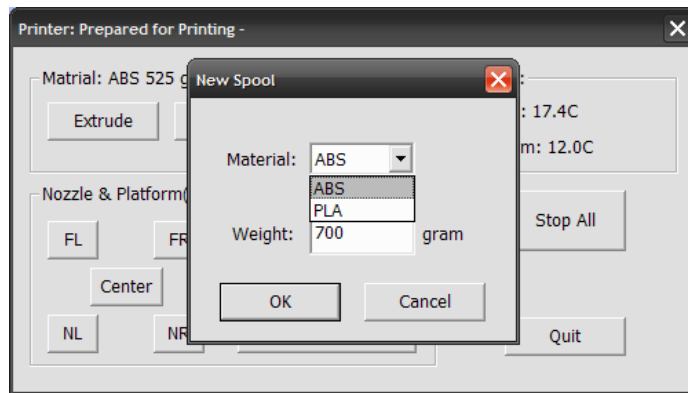 Printer: Prepared for Printing -
Matrial: ABS 525 g
Extrude
: 17.4C
m: 12.0C
New Spool
Material: ABS
ABS
PLA
Weight: 700 gram
OK Cancel
Nozzle & Platform(
FL FR
Center
NL NR
Stop All
Quit